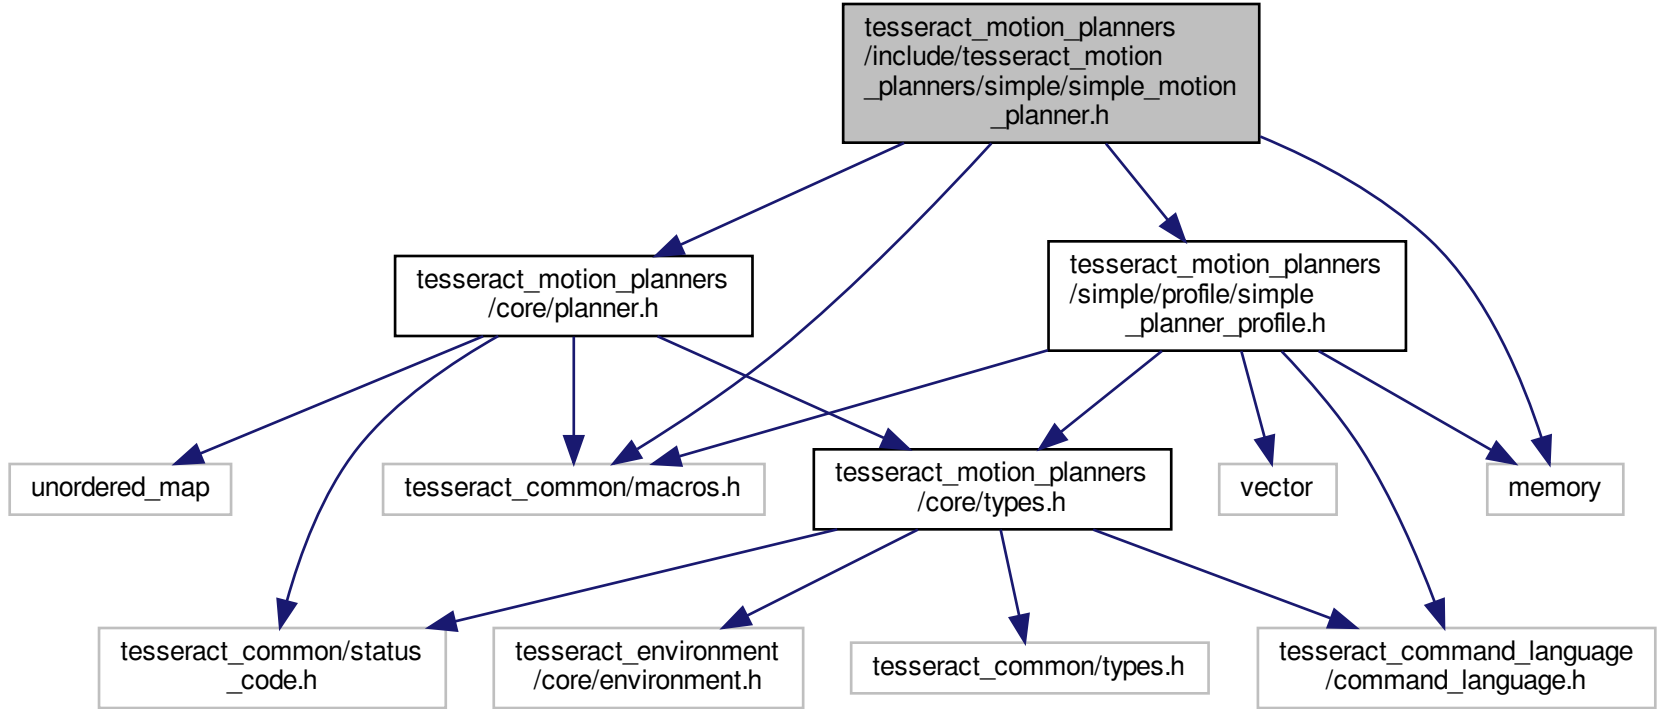 tesseract_motion_planners
/include/tesseract_motion
_planners/simple/simple_motion
_planner.h
tesseract_motion_planners
/core/planner.h
tesseract_motion_planners
/simple/profile/simple
_planner_profile.h
unordered_map
tesseract_common/macros.h
tesseract_motion_planners
/core/types.h
vector
memory
tesseract_common/status
_code.h
tesseract_environment
/core/environment.h
tesseract_common/types.h
tesseract_command_language
/command_language.h